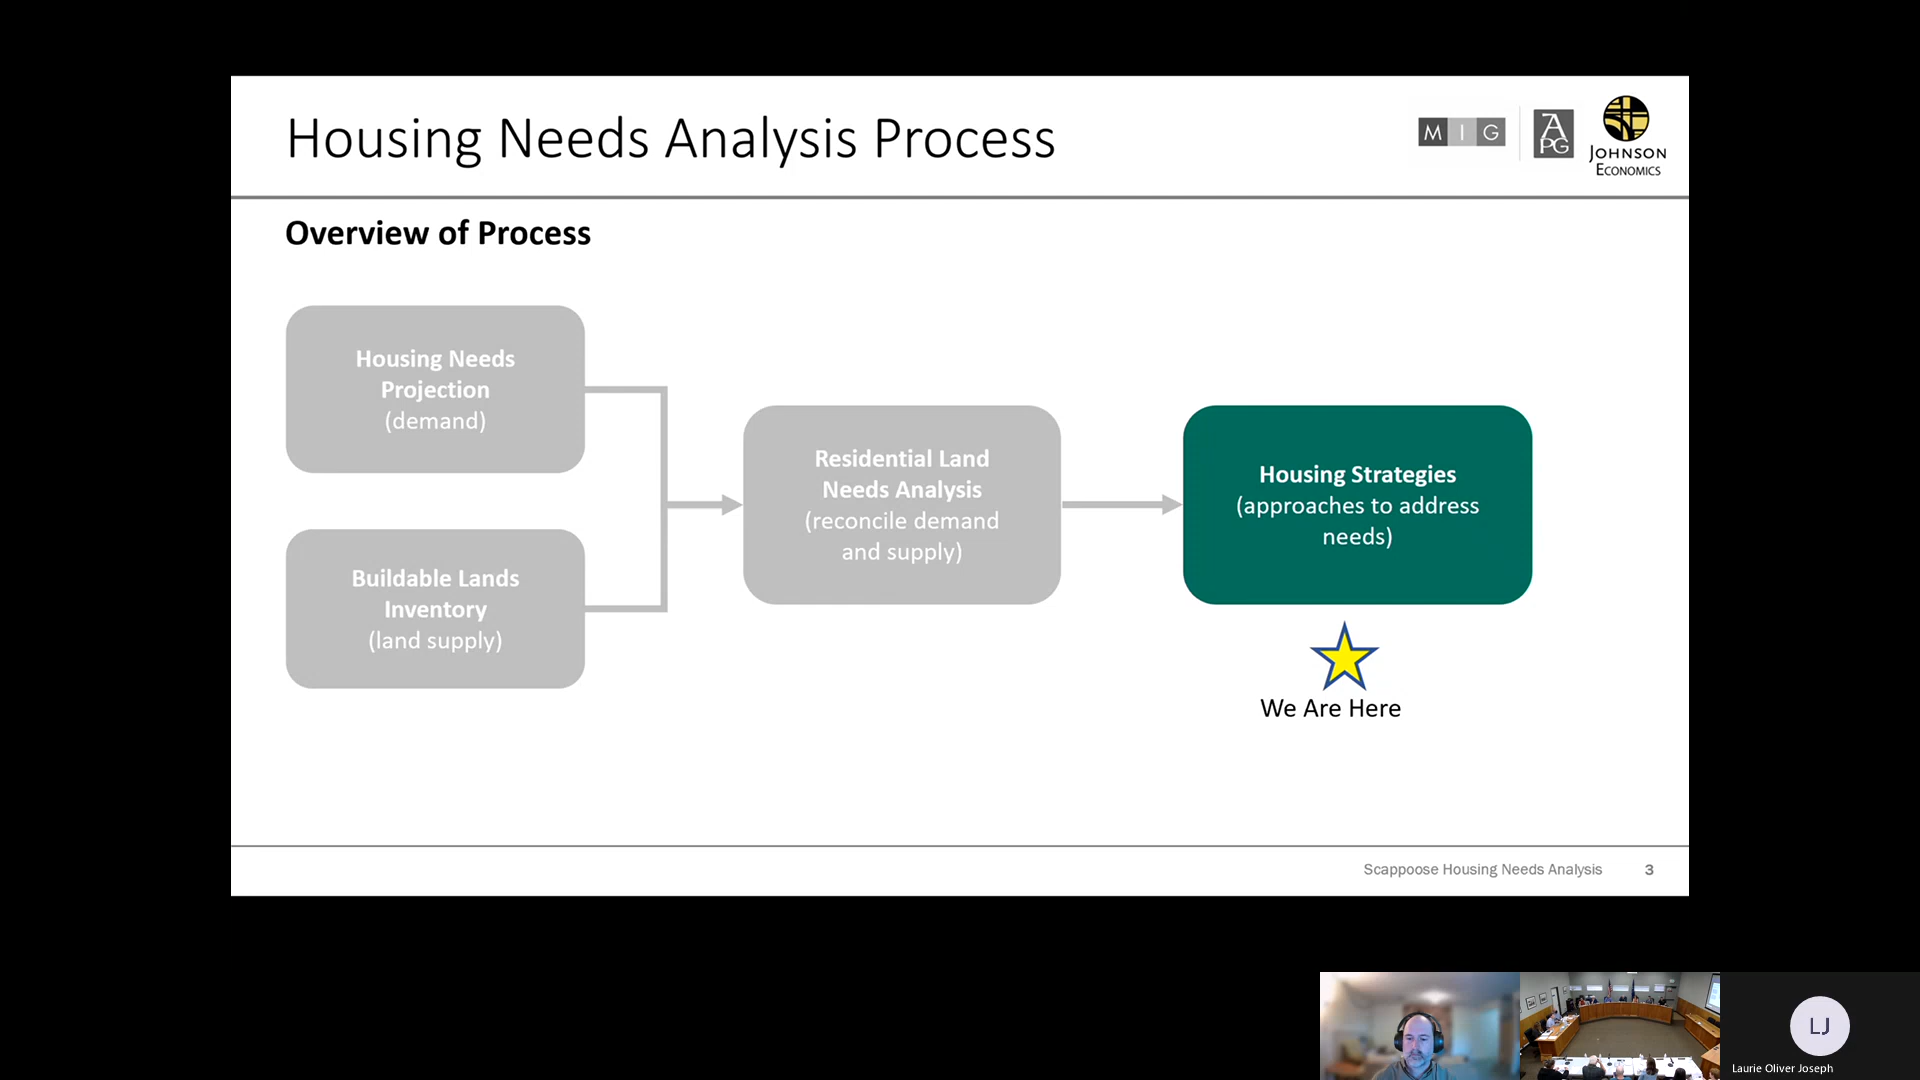 Housing Needs Analysis Process
M I G
APG
JOHNSON
ECONOMICS
Overview of Process
Housing Needs
Projection
(demand)
Buildable Lands
Inventory
(land supply)
Residential Land
Needs Analysis
(reconcile demand
and supply)
Housing Strategies
(approaches to address
needs)
We Are Here
Scappoose Housing Needs Analysis 3
LJ
Laurie Oliver Joseph